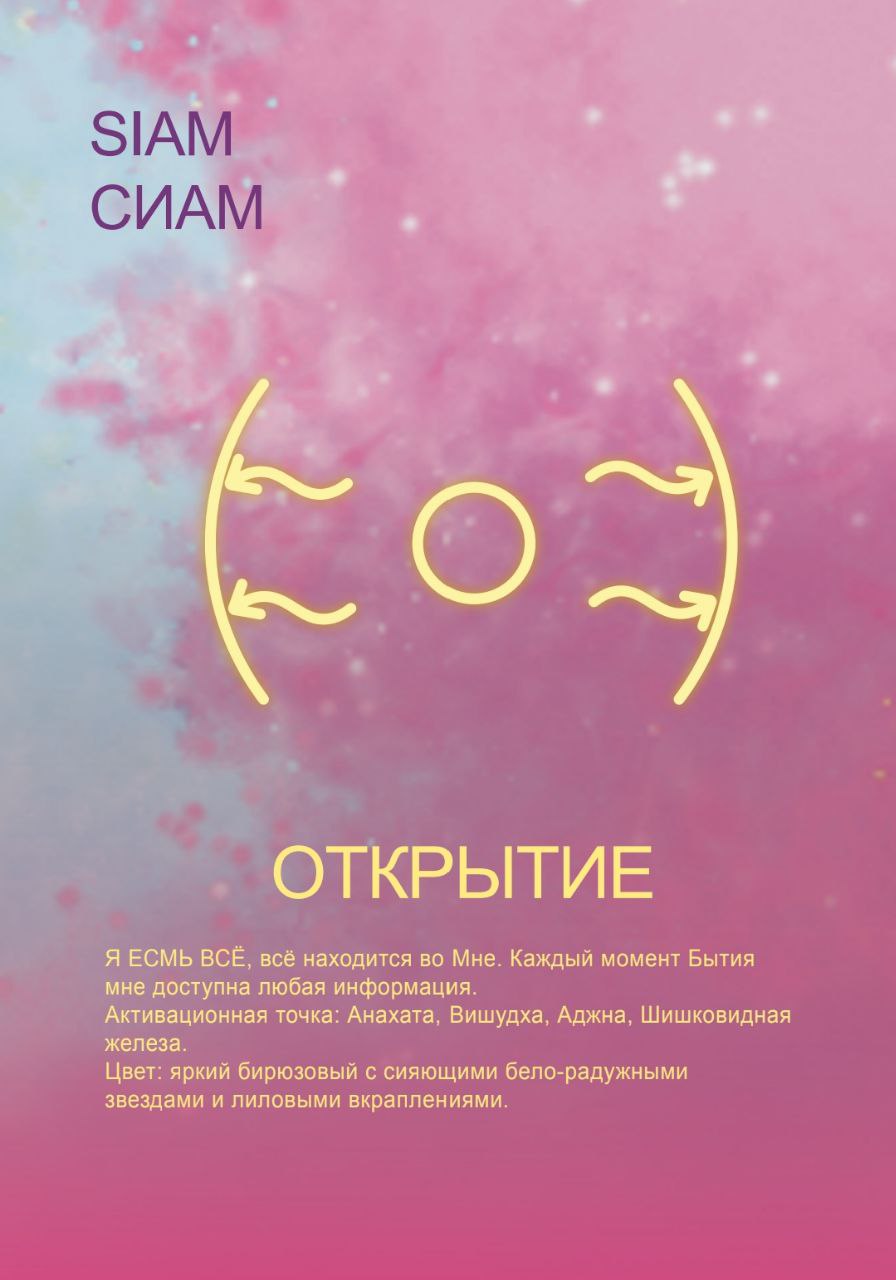 SIAM
СИАМ
ОТКРЫТИЕ
Я ЕСМЬ ВСЁ, всё находится во Мне. Каждый момент Бытия
мне доступна любая информация.
Активационная точка: Анахата, Вишудха, Аджна, Шишковидная
железа.
Цвет: яркий бирюзовый с сияющими бело-радужными
звездами и лиловыми вкраплениями.